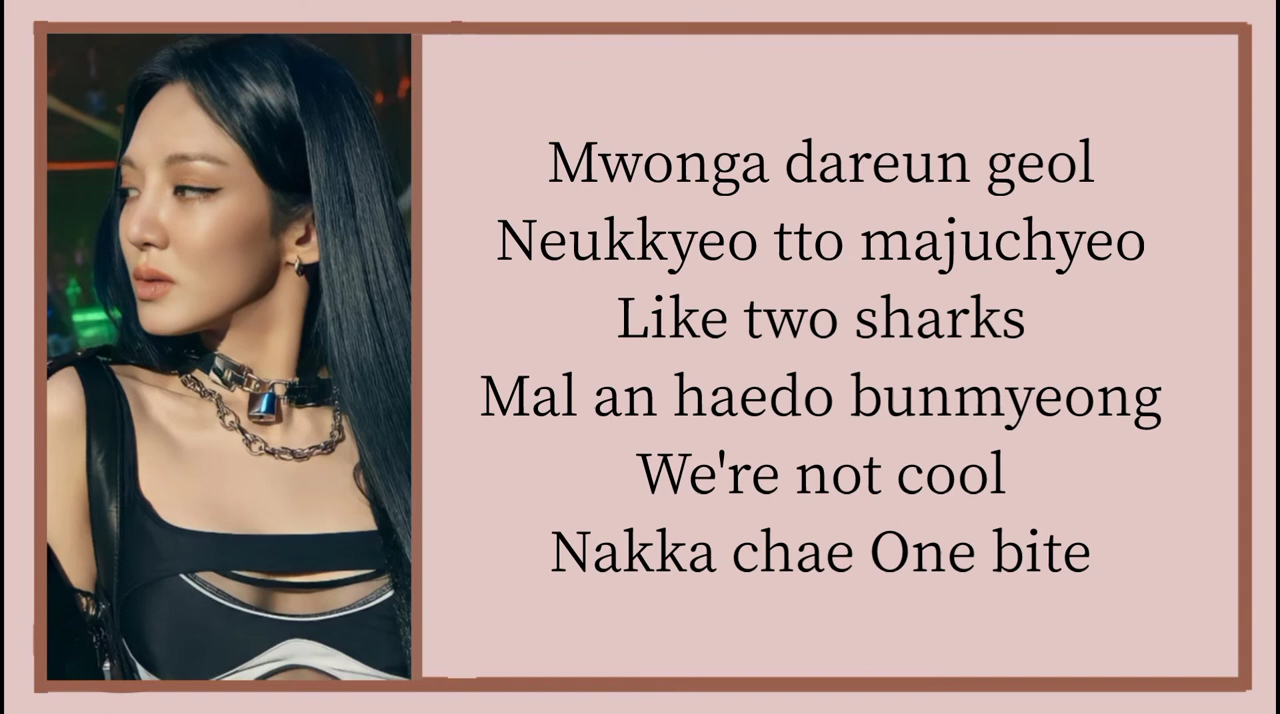 Mwonga dareun geol
Neukkyeo tto majuchyeo
Like two sharks
Mal an haedo bunmyeong
We're not cool
Nakka chae One bite